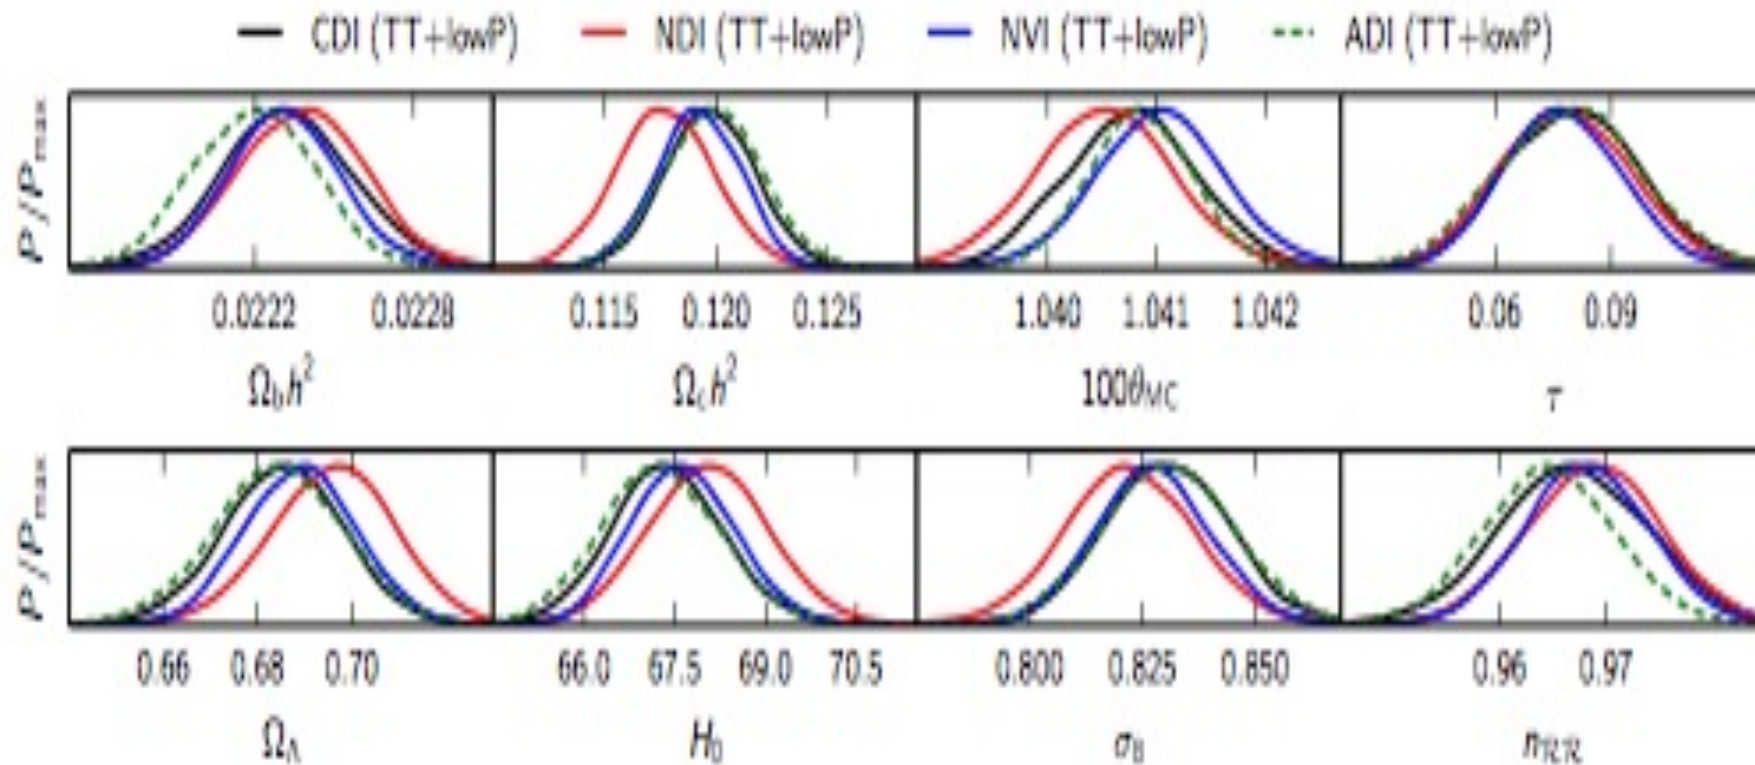 CDI (TT+lowP) NDI (TT+lowP) NVI (TT+lowP) ADI (TT+lowP)
P/Pmax
0.0222 0.0228 0.115 0.120 0.125 1.040 1.041 1.042 0.06 0.09
Ωbh² Ωch² 100θMC τ
P/Pmax
0.66 0.68 0.70 66.0 67.5 69.0 70.5 0.800 0.825 0.850 0.96 0.97
ΩΛ H0 σ8 nRR